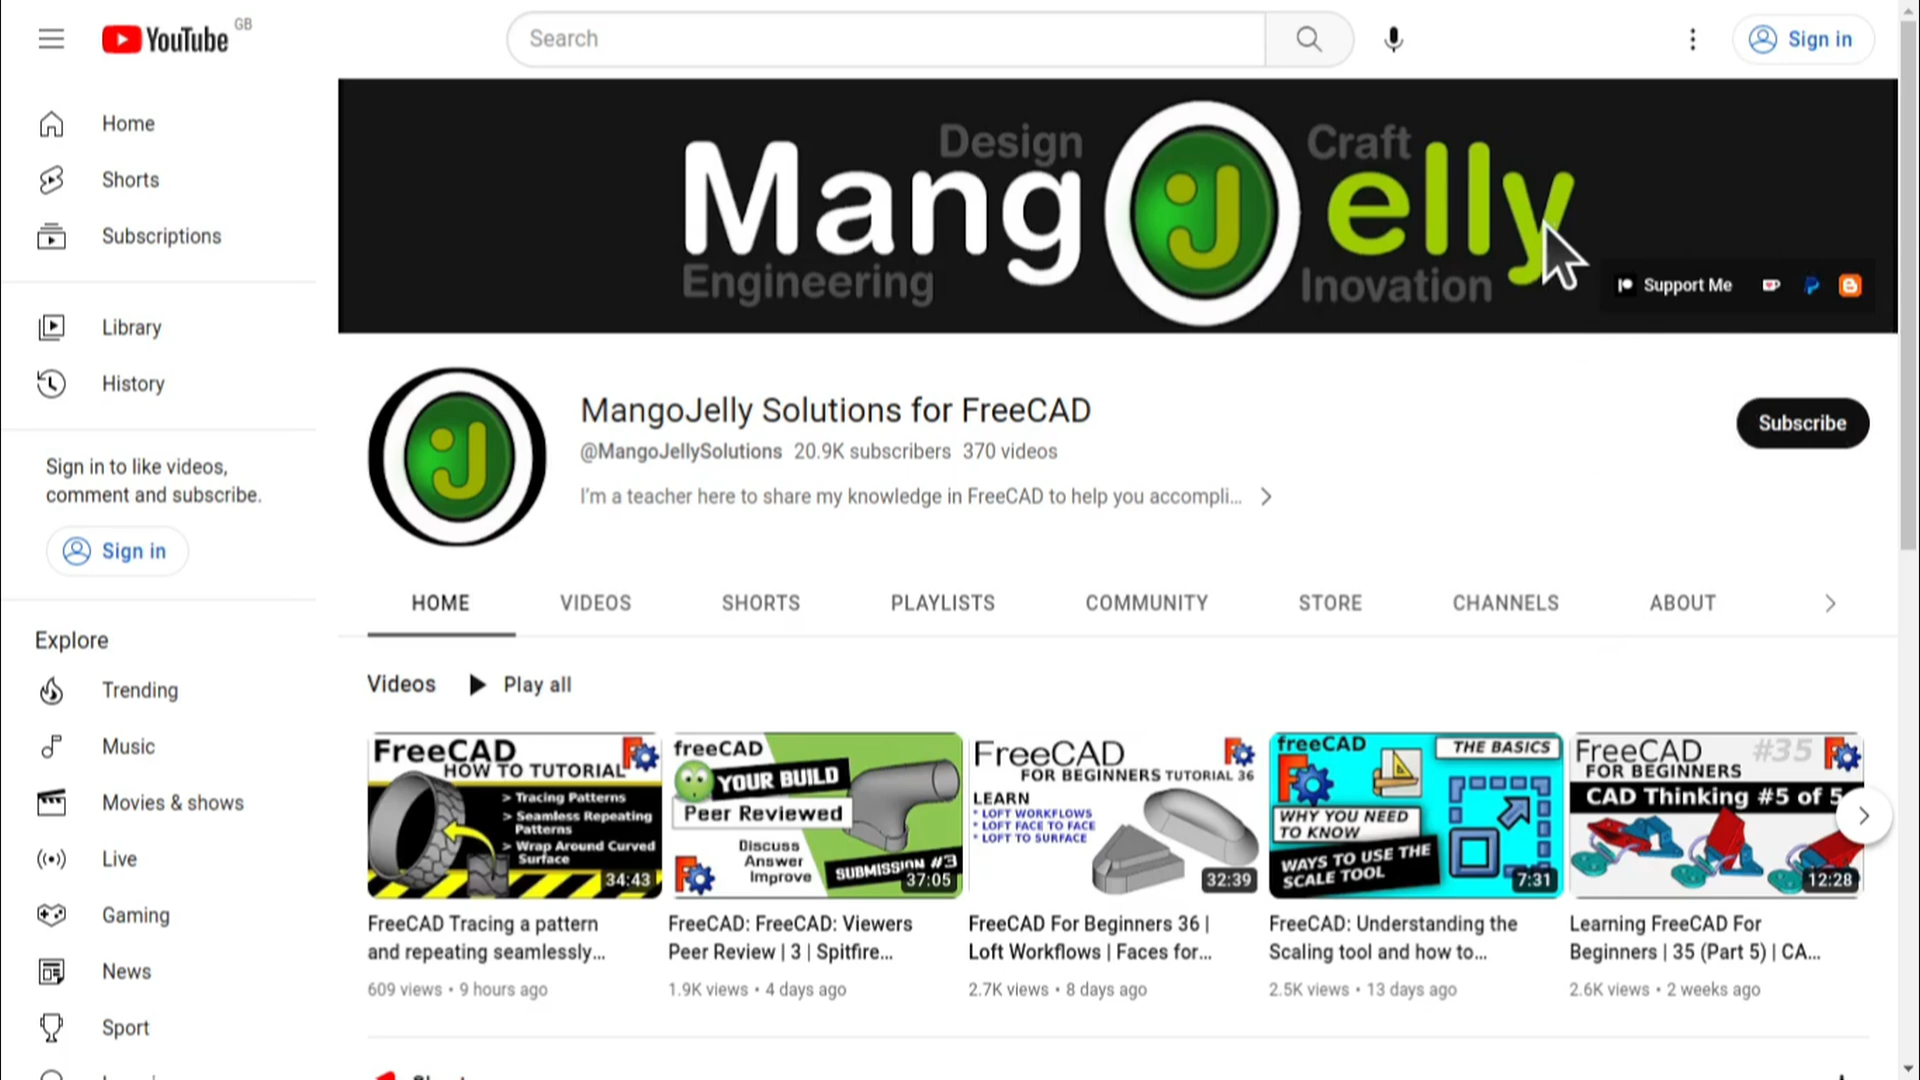 YouTube GB
Search
Sign in
Home
Shorts
Subscriptions
Library
History
Sign in to like videos,
comment and subscribe.
Sign in
Explore
Trending
Music
Movies & shows
Live
Gaming
News
Sport
Design
Craft
Mang J elly
Engineering
Inovation
Support Me
MangoJelly Solutions for FreeCAD
@MangoJellySolutions 20.9K subscribers 370 videos
I'm a teacher here to share my knowledge in FreeCAD to help you accompli...
Subscribe
HOME VIDEOS SHORTS PLAYLISTS COMMUNITY STORE CHANNELS ABOUT
Videos Play all
FreeCAD
HOW TO TUTORIAL
> Tracing Patterns
> Seamless Repeating
Patterns
> Wrap Around Curved
Surface
34:43
FreeCAD Tracing a pattern
and repeating seamlessly...
609 views • 9 hours ago
freeCAD
YOUR BUILD
Peer Reviewed
Discuss
Answer
Improve
SUBMISSION #3
37:05
FreeCAD: FreeCAD: Viewers
Peer Review | 3 | Spitfire...
1.9K views • 4 days ago
FreeCAD
FOR BEGINNERS TUTORIAL 36
LEARN
* LOFT WORKFLOWS
* LOFT FACE TO FACE
* LOFT TO SURFACE
32:39
FreeCAD For Beginners 36 |
Loft Workflows | Faces for...
2.7K views • 8 days ago
freeCAD
THE BASICS
WHY YOU NEED
TO KNOW
WAYS TO USE THE
SCALE TOOL
7:31
FreeCAD: Understanding the
Scaling tool and how to...
2.5K views • 13 days ago
FreeCAD #35
FOR BEGINNERS
CAD Thinking #5 of 5
12:28
Learning FreeCAD For
Beginners | 35 (Part 5) | CA...
2.6K views • 2 weeks ago